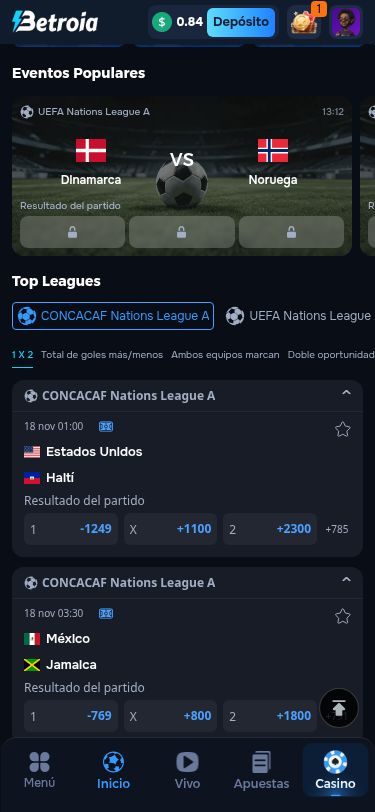 Betroia
$ 0.84 Depósito
1
Eventos Populares
UEFA Nations League A 13:12
VS
Dinamarca Noruega
Resultado del partido
Top Leagues
CONCACAF Nations League A UEFA Nations League
1 X 2 Total de goles más/menos Ambos equipos marcan Doble oportunidad
CONCACAF Nations League A
18 nov 01:00
Estados Unidos
Haití
Resultado del partido
1 -1249 X +1100 2 +2300 +785
CONCACAF Nations League A
18 nov 03:30
México
Jamaica
Resultado del partido
1 -769 X +800 2 +1800
Menú Inicio Vivo Apuestas Casino